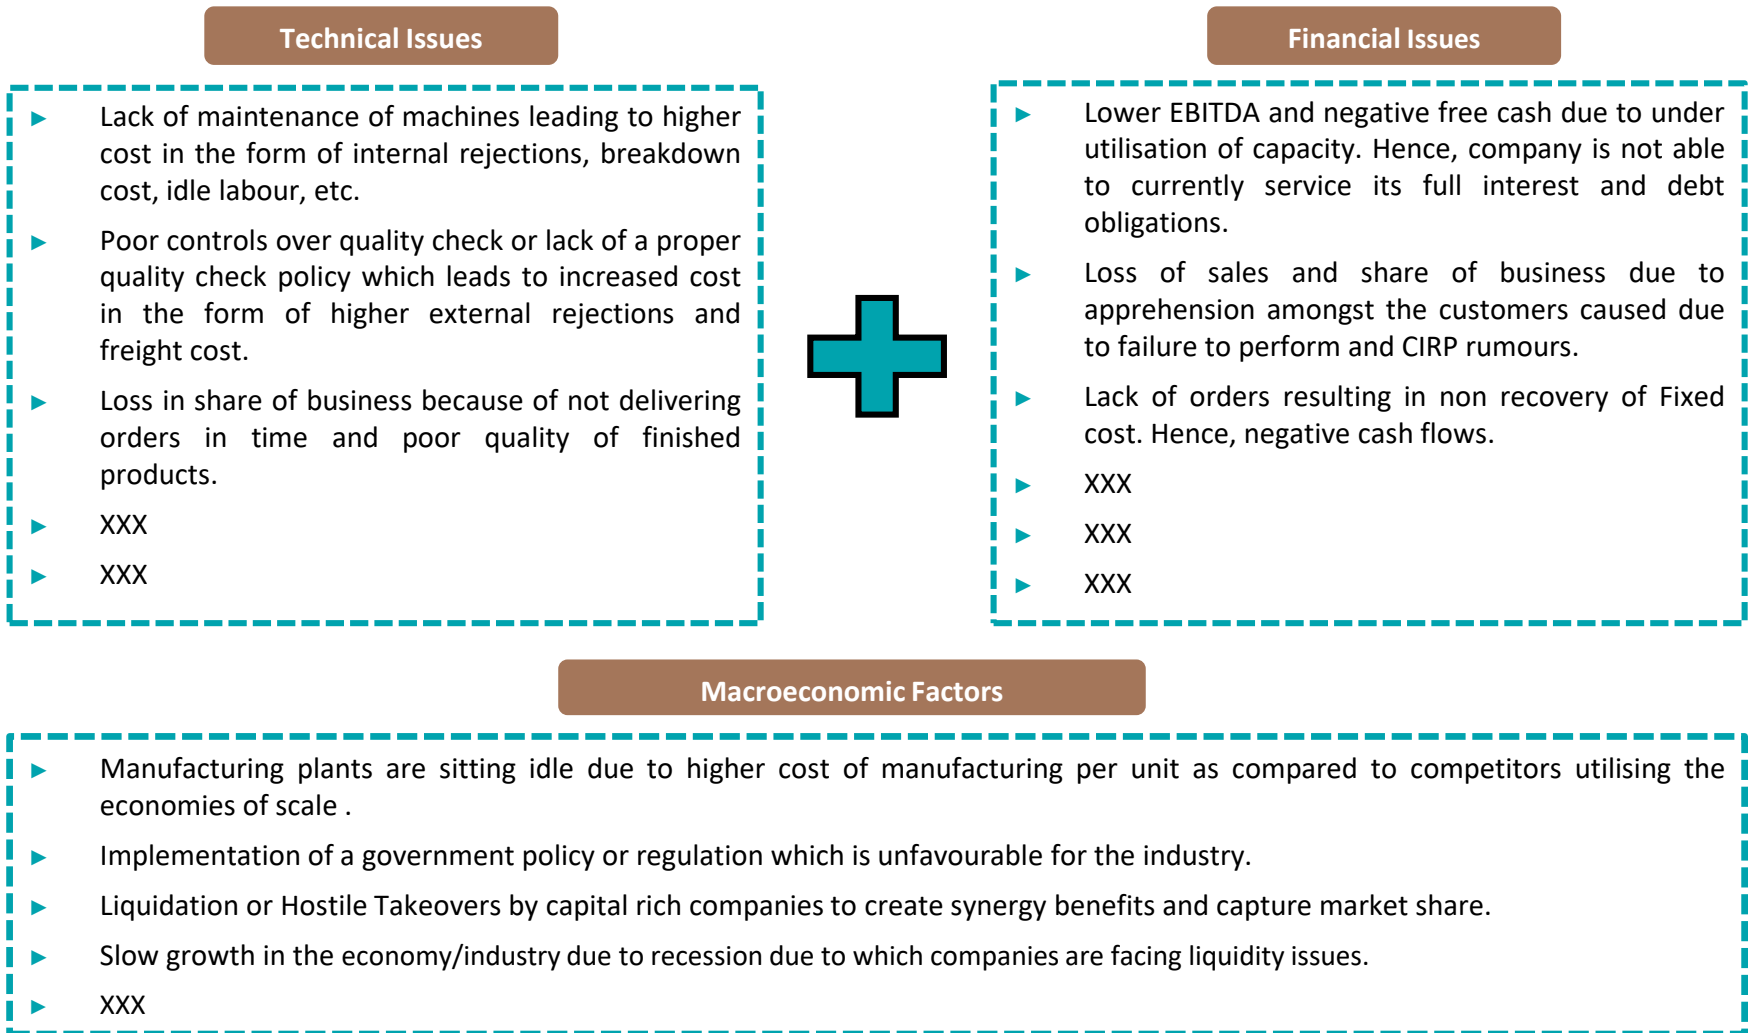 Technical Issues
► Lack of maintenance of machines leading to higher
cost in the form of internal rejections, breakdown
cost, idle labour, etc.
► Poor controls over quality check or lack of a proper
quality check policy which leads to increased cost
in the form of higher external rejections and
freight cost.
► Loss in share of business because of not delivering
orders in time and poor quality of finished
products.
► XXX
► XXX
Financial Issues
► Lower EBITDA and negative free cash due to under
utilisation of capacity. Hence, company is not able
to currently service its full interest and debt
obligations.
► Loss of sales and share of business due to
apprehension amongst the customers caused due
to failure to perform and CIRP rumours.
► Lack of orders resulting in non recovery of Fixed
cost. Hence, negative cash flows.
► XXX
► XXX
► XXX
Macroeconomic Factors
► Manufacturing plants are sitting idle due to higher cost of manufacturing per unit as compared to competitors utilising the
economies of scale .
► Implementation of a government policy or regulation which is unfavourable for the industry.
► Liquidation or Hostile Takeovers by capital rich companies to create synergy benefits and capture market share.
► Slow growth in the economy/industry due to recession due to which companies are facing liquidity issues.
► XXX